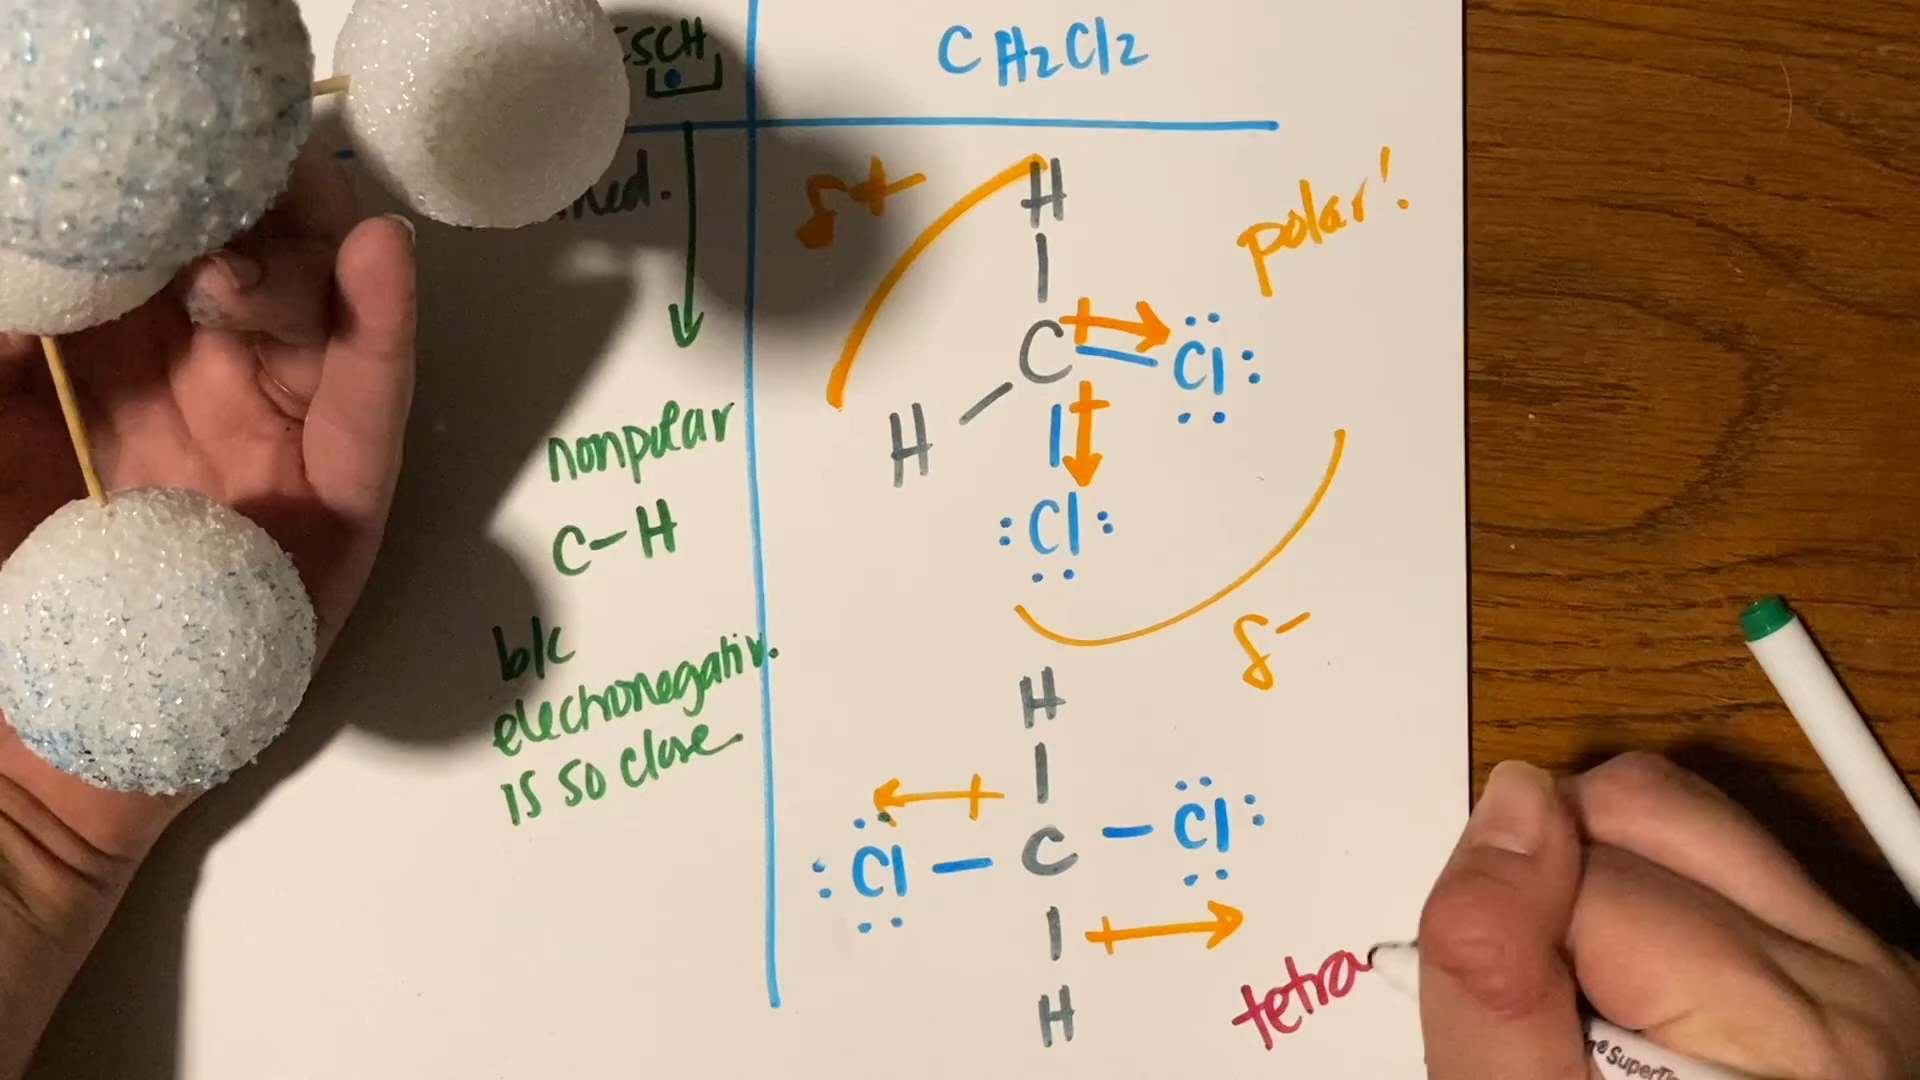 CH2Cl2
δ+
H
polar!
C
Cl
H
Cl
δ-
nonpolar
C-H
b/c
electronegativ.
is so close
H
Cl
C
Cl
H
tetra